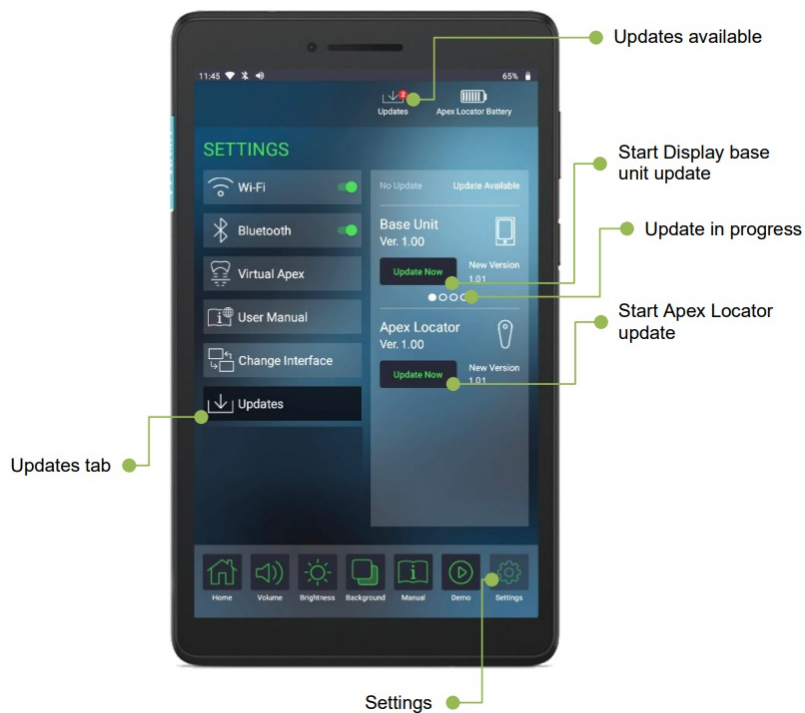 Updates available
11:45
65%
2
Updates
Apex Locator Battery
SETTINGS
Wi-Fi
Bluetooth
Virtual Apex
User Manual
Change Interface
Updates
No Update
Update Available
Base Unit
Ver. 1.00
Update Now
New Version
1.01
Apex Locator
Ver. 1.00
Update Now
New Version
1.01
Start Display base
unit update
Update in progress
Start Apex Locator
update
Updates tab
Home
Volume
Brightness
Background
Manual
Demo
Settings
Settings